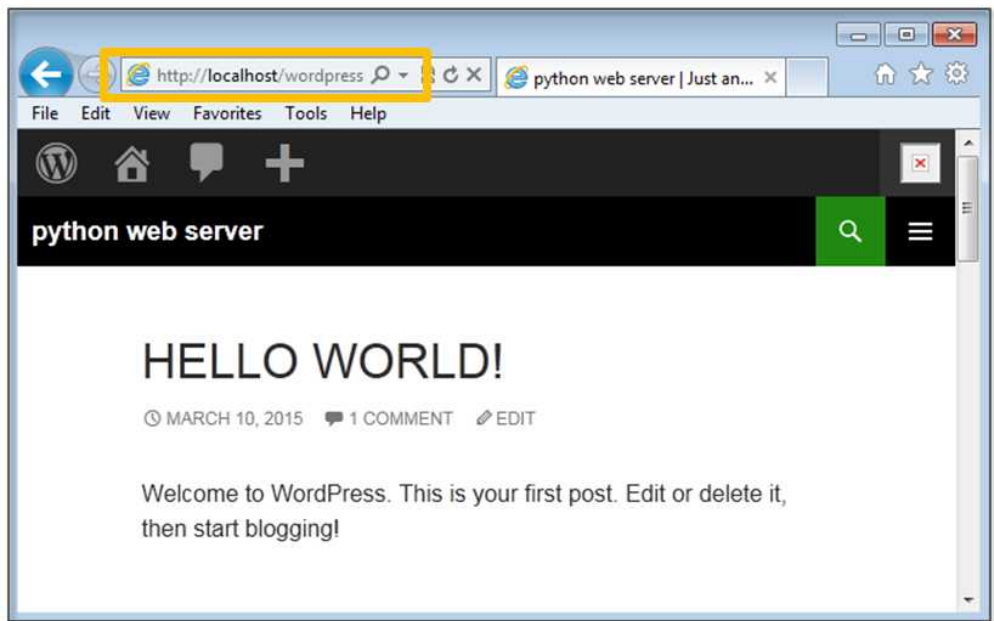 http://localhost/wordpress
python web server | Just an...
File Edit View Favorites Tools Help
python web server
HELLO WORLD!
MARCH 10, 2015 1 COMMENT EDIT
Welcome to WordPress. This is your first post. Edit or delete it,
then start blogging!